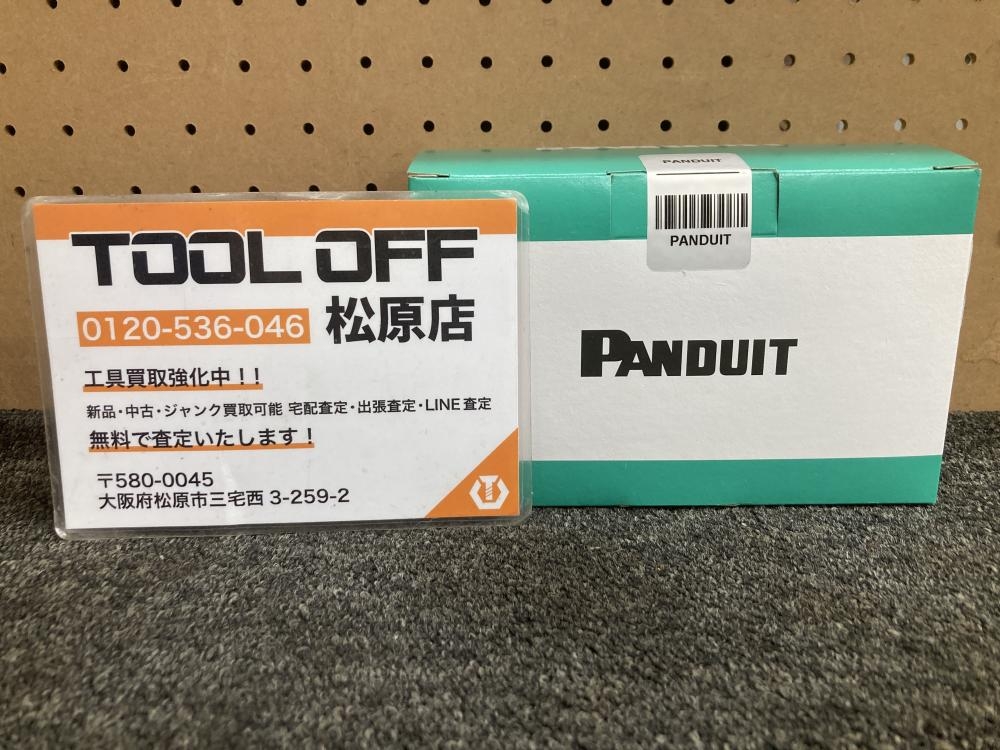 TOOL OFF
0120-536-046 松原店
工具買取強化中!!
新品・中古・ジャンク買取可能 宅配査定・出張査定・LINE査定
無料で査定いたします!
〒580-0045
大阪府松原市三宅西 3-259-2
PANDUIT
PANDUIT
PANDUIT